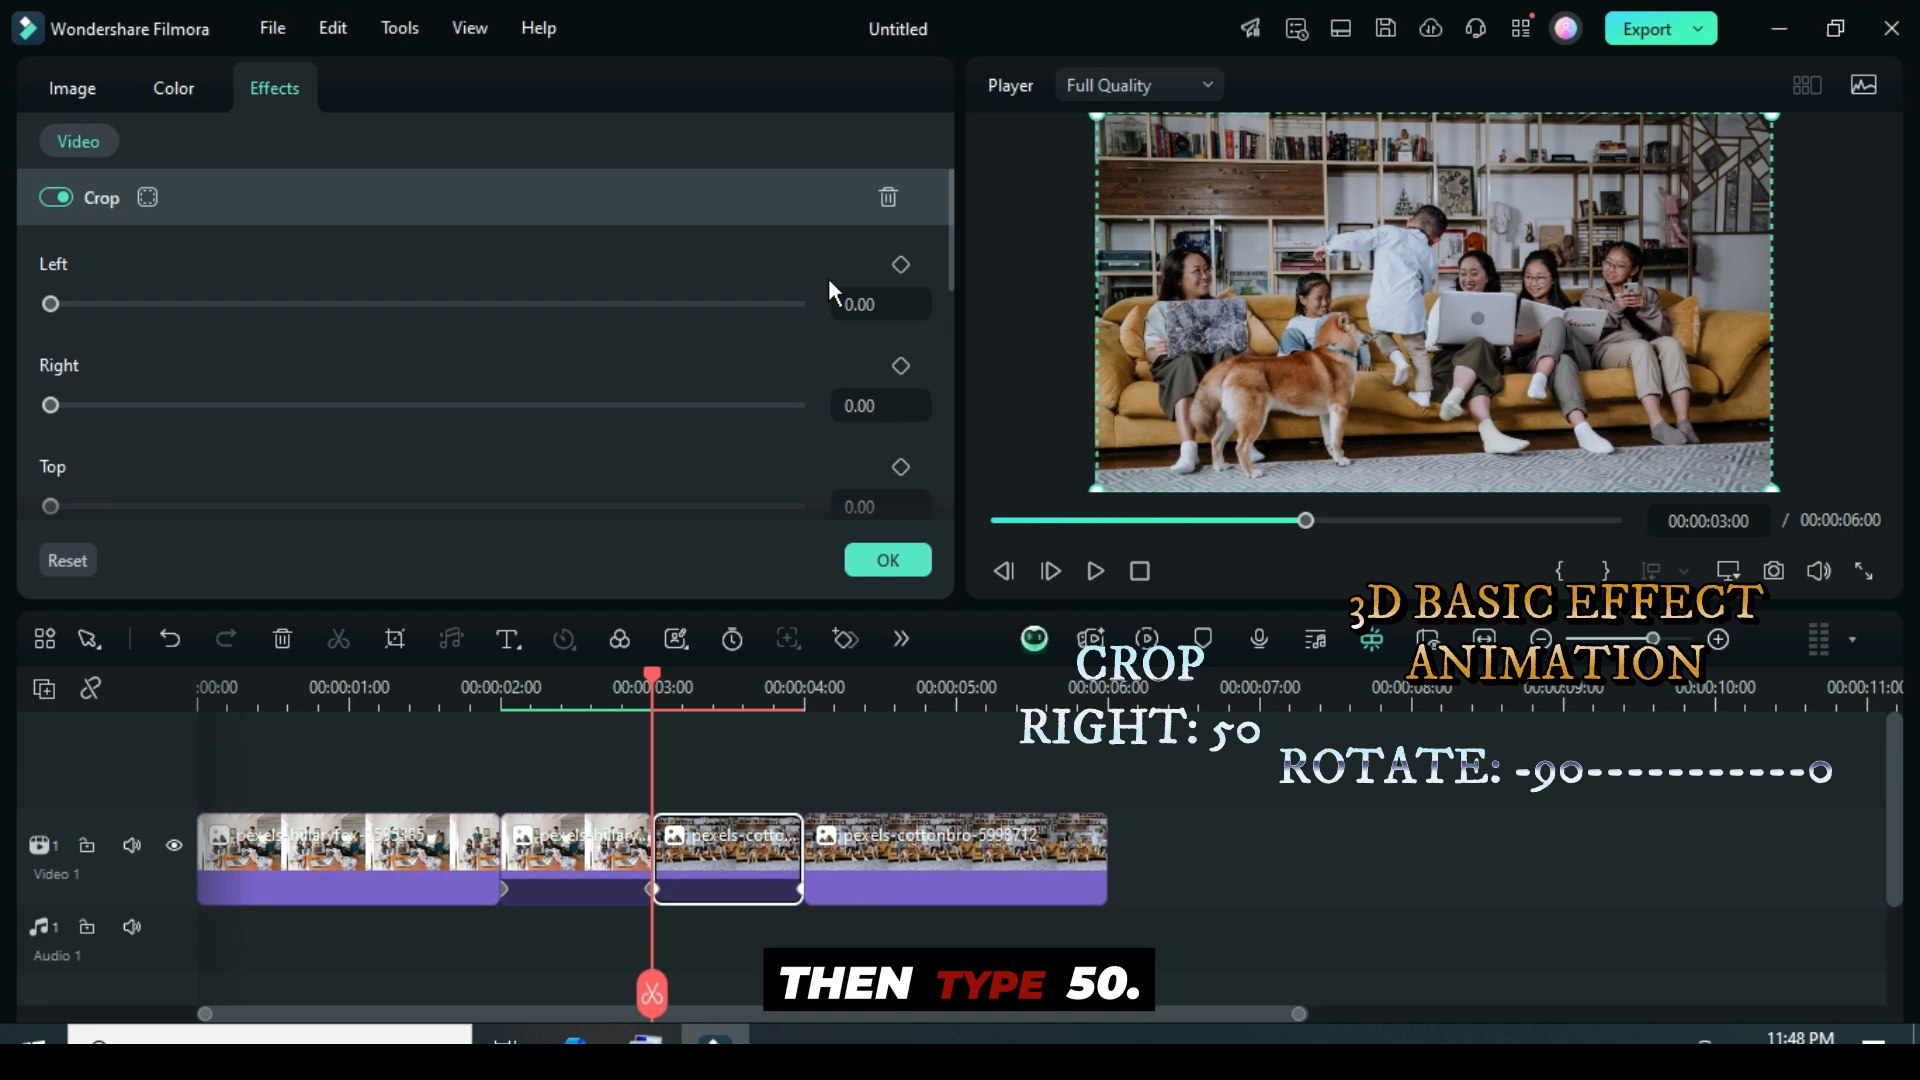 Wondershare Filmora File Edit Tools View Help Untitled Export
Image Color Effects
Player Full Quality
Video
Crop
Left
0.00
Right
0.00
Top
0.00
Reset OK
00:00:03:00 / 00:00:06:00
3D BASIC EFFECT
ANIMATION
CROP
RIGHT: 50
ROTATE: -90-----------0
:00:00 00:00:01:00 00:00:02:00 00:00:03:00 00:00:04:00 00:00:05:00 00:00:06:00 00:00:07:00 00:00:08:00 00:00:09:00 00:00:10:00 00:00:11:00
pexels-hillaryfox- pexels-hillary... pexels-cotto... pexels-cottonbro-5998712
1
Video 1
1
Audio 1
THEN TYPE 50.
11:48 PM